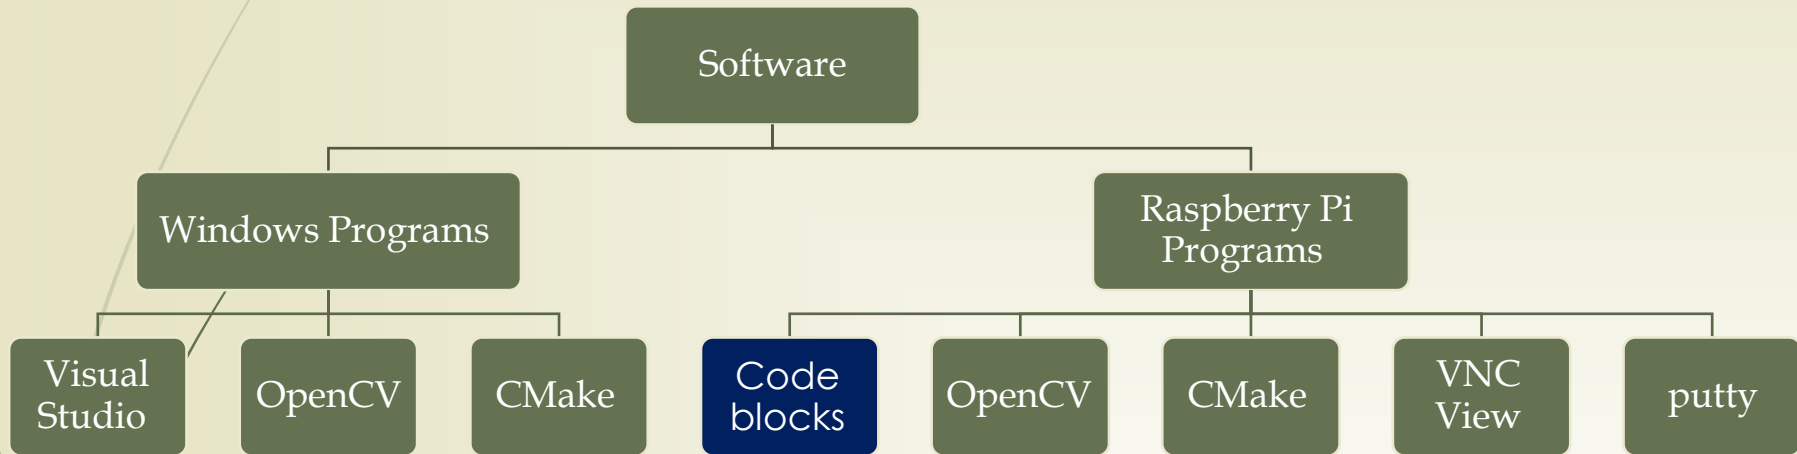 Software
Windows Programs
Raspberry Pi
Programs
Visual
Studio
OpenCV
CMake
Code
blocks
OpenCV
CMake
VNC
View
putty